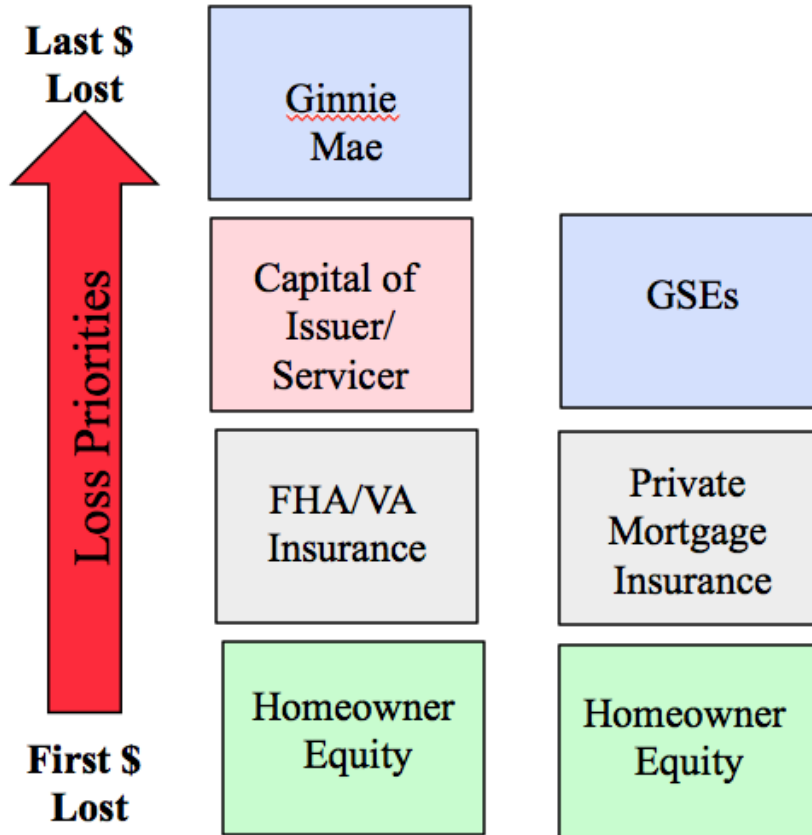 Last $
Lost
Loss Priorities
First $
Lost
Ginnie
Mae
Capital of
Issuer/
Servicer
FHA/VA
Insurance
Homeowner
Equity
GSEs
Private
Mortgage
Insurance
Homeowner
Equity